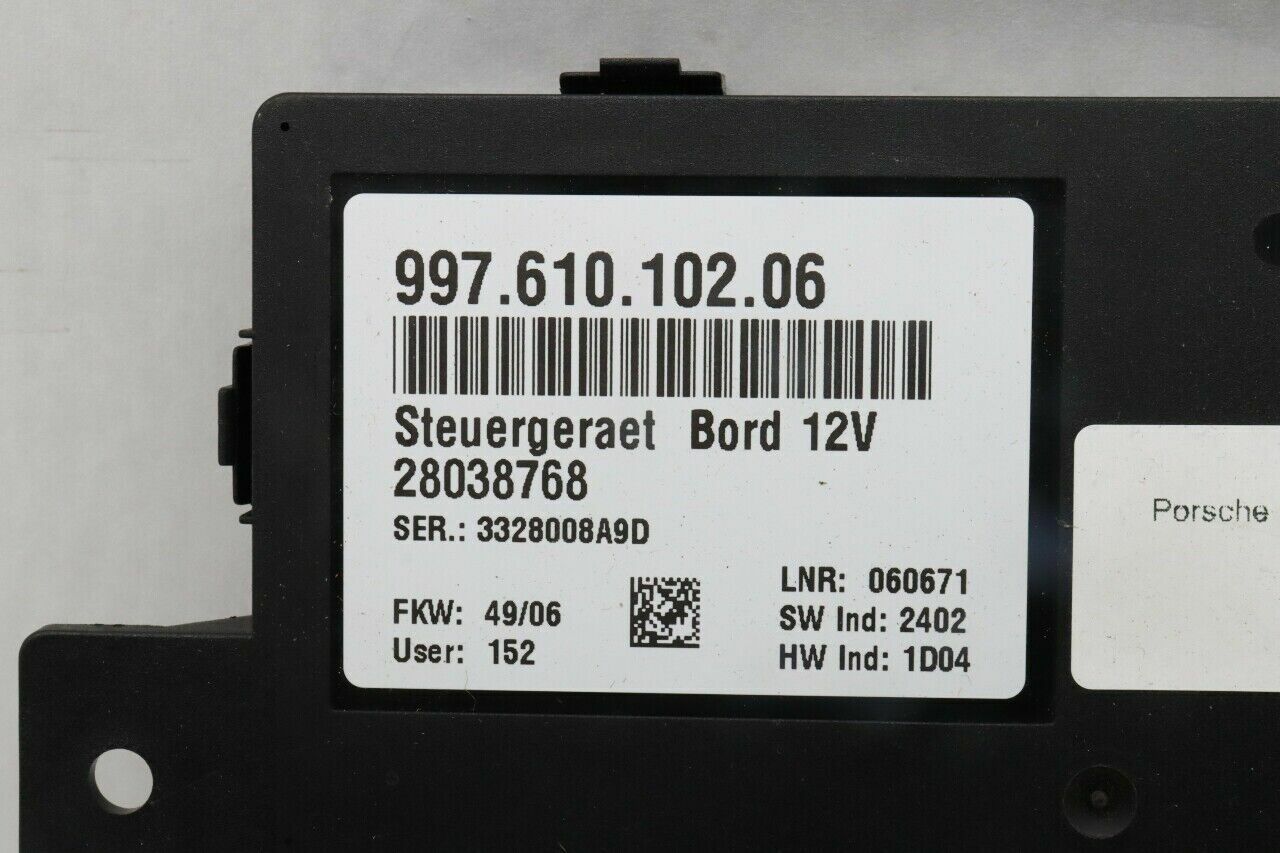 997.610.102.06
Steuergeraet Bord 12V
28038768
SER.: 3328008A9D
FKW: 49/06
User: 152
LNR: 060671
SW Ind: 2402
HW Ind: 1D04
Porsche